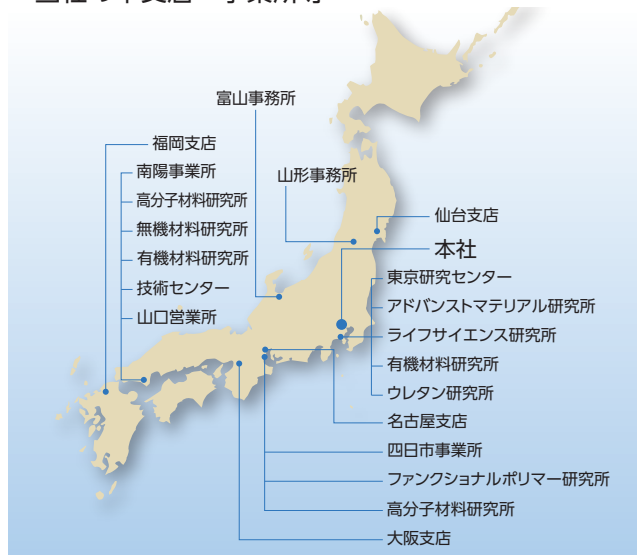 富山事務所
福岡支店
南陽事業所
高分子材料研究所
無機材料研究所
有機材料研究所
技術センター
山口営業所
山形事務所
仙台支店
本社
東京研究センター
アドバンストマテリアル研究所
ライフサイエンス研究所
有機材料研究所
ウレタン研究所
名古屋支店
四日市事業所
ファンクショナルポリマー研究所
高分子材料研究所
大阪支店